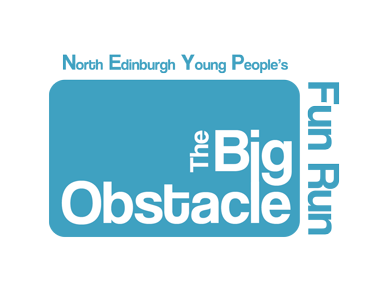 North Edinburgh Young People's
The Big
Obstacle
Fun Run